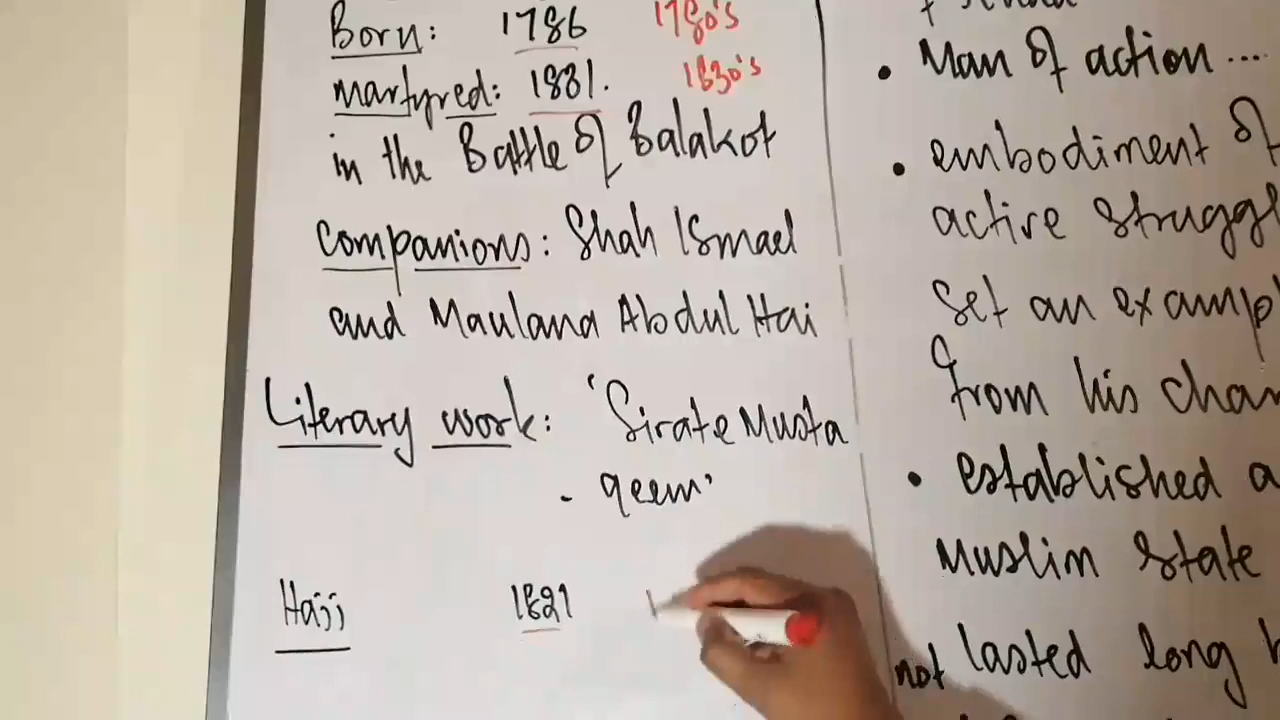 Born: 1786 1780's
martyred: 1831. 1830's
in the Battle of Balakot
Companions: Shah Ismael
and Maulana Abdul Hai
Literary work: 'Sirate Musta
- qeem'
Hajj 1821
• Man of action ....
• embodiment of
active struggl
Set an exampl
from his char
• established a
Muslim State
not lasted long